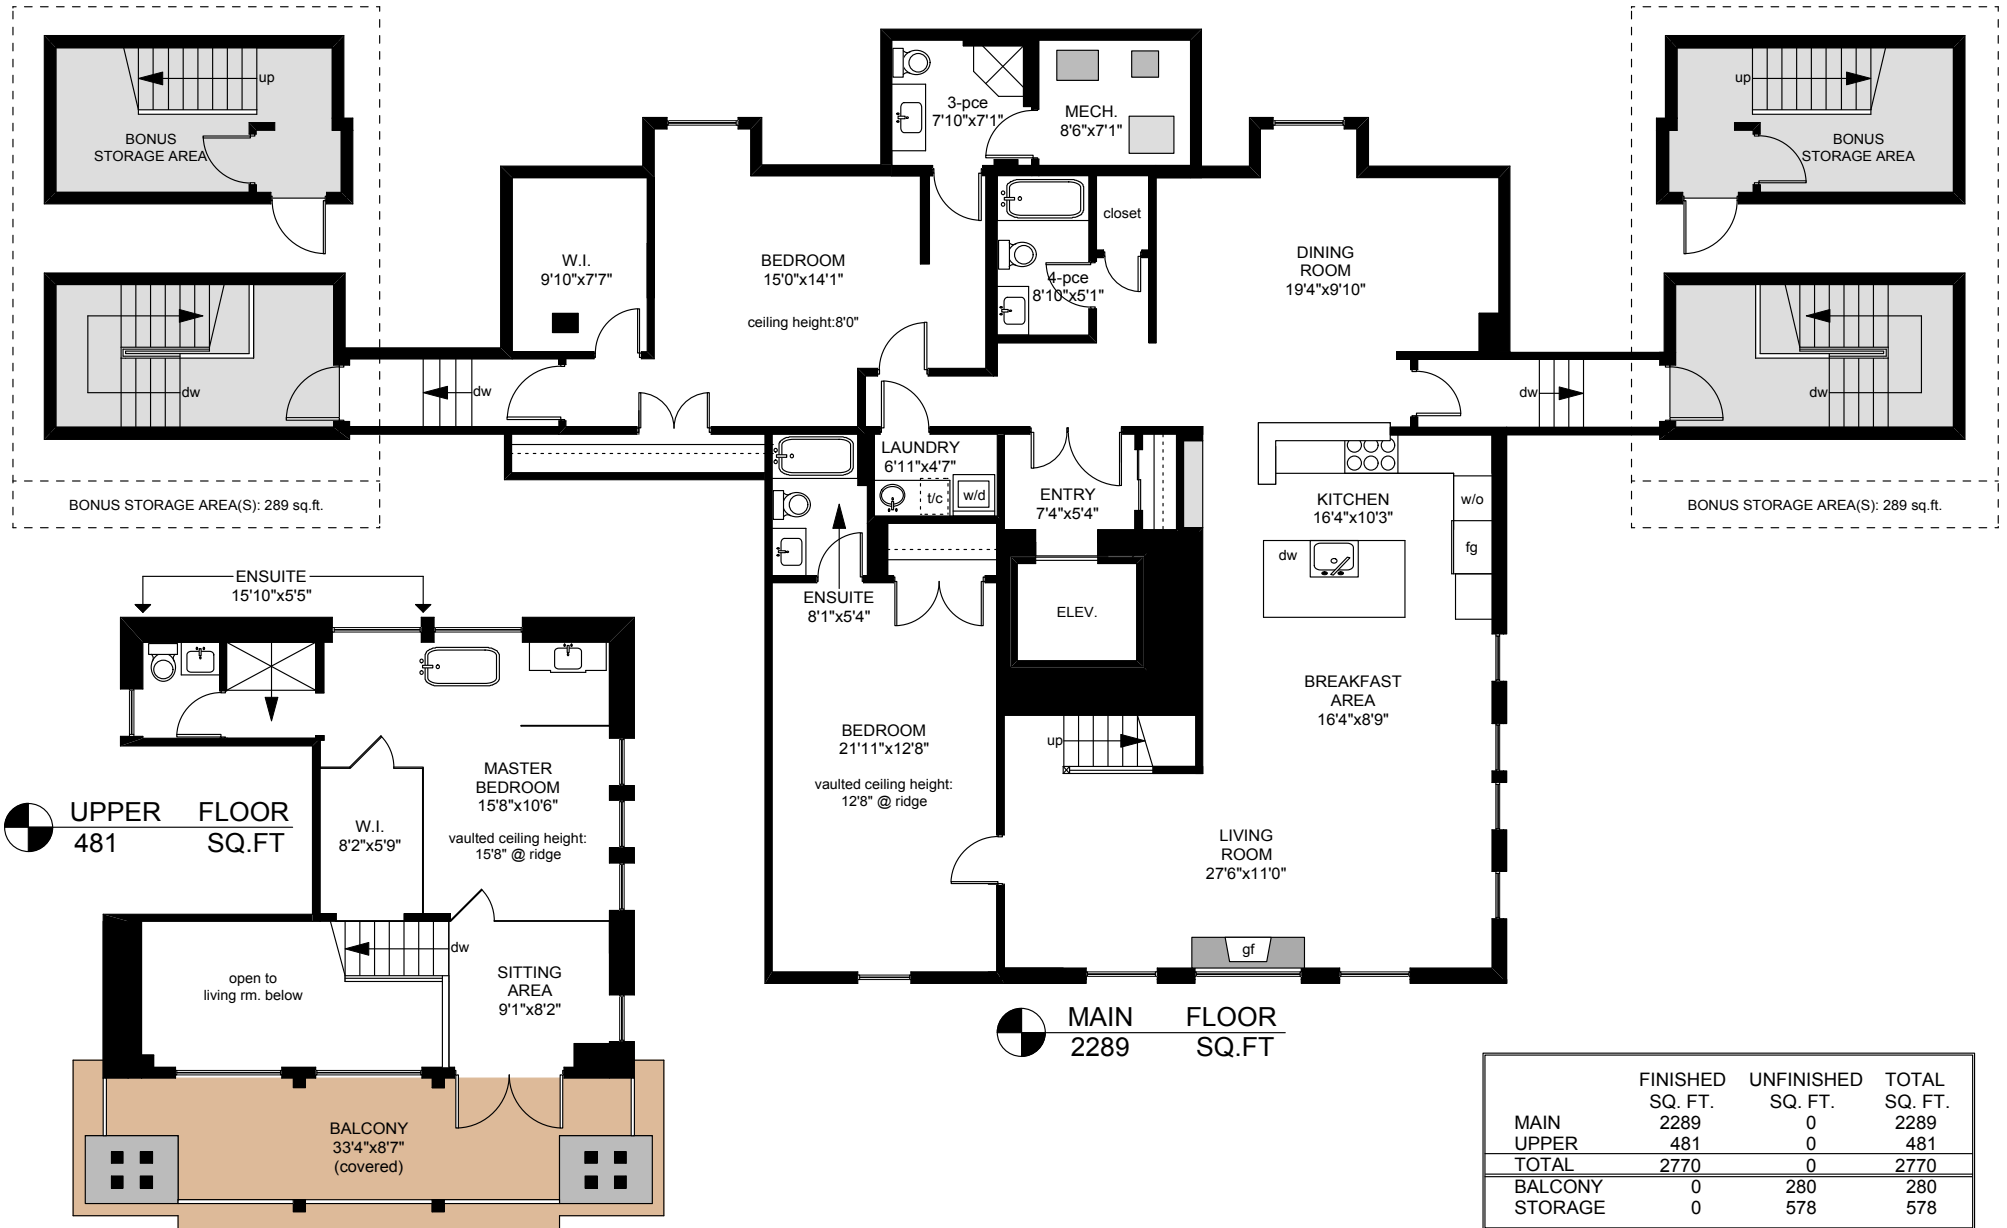 up
BONUS
STORAGE AREA
dw
BONUS STORAGE AREA(S): 289 sq.ft.
dw
W.I.
9'10"x7'7"
BEDROOM
15'0"x14'1"
ceiling height:8'0"
3-pce
7'10"x7'1"
MECH.
8'6"x7'1"
closet
4-pce
8'10"x5'1"
DINING
ROOM
19'4"x9'10"
dw
up
BONUS
STORAGE AREA
dw
BONUS STORAGE AREA(S): 289 sq.ft.
LAUNDRY
6'11"x4'7"
t/c
w/d
ENTRY
7'4"x5'4"
KITCHEN
16'4"x10'3"
w/o
fg
dw
ENSUITE
8'1"x5'4"
ELEV.
BREAKFAST
AREA
16'4"x8'9"
BEDROOM
21'11"x12'8"
vaulted ceiling height:
12'8" @ ridge
up
LIVING
ROOM
27'6"x11'0"
gf
MAIN FLOOR
2289 SQ.FT
ENSUITE
15'10"x5'5"
MASTER
BEDROOM
15'8"x10'6"
vaulted ceiling height:
15'8" @ ridge
W.I.
8'2"x5'9"
UPPER FLOOR
481 SQ.FT
dw
open to
living rm. below
SITTING
AREA
9'1"x8'2"
BALCONY
33'4"x8'7"
(covered)
FINISHED UNFINISHED TOTAL
SQ. FT. SQ. FT. SQ. FT.
MAIN 2289 0 2289
UPPER 481 0 481
TOTAL 2770 0 2770
BALCONY 0 280 280
STORAGE 0 578 578